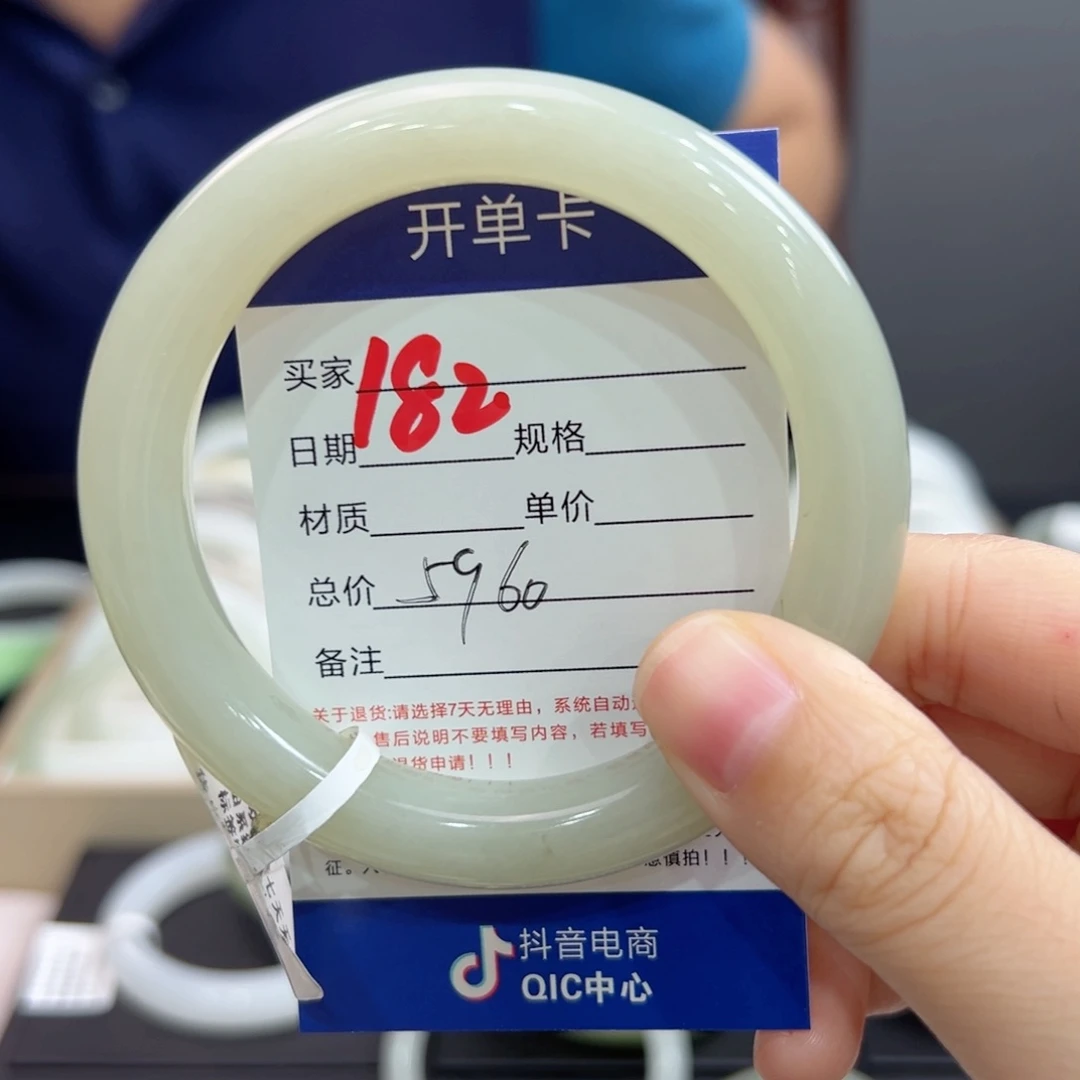 开单卡
买家 182
日期 规格
材质 单价
总价 5960
备注
关于退货:请选择7天无理由，系统自动
售后说明不要填写内容，若填写
退货申请！！！
征。
慎拍！！！
抖音电商
QIC中心